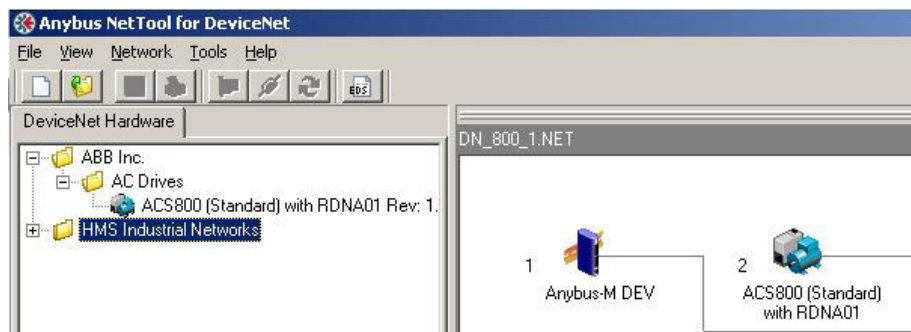 Anybus NetTool for DeviceNet
File View Network Tools Help
EDS
DeviceNet Hardware
ABB Inc.
AC Drives
ACS800 (Standard) with RDNA01 Rev: 1.
HMS Industrial Networks
DN_800_1.NET
1
Anybus-M DEV
2
ACS800 (Standard)
with RDNA01